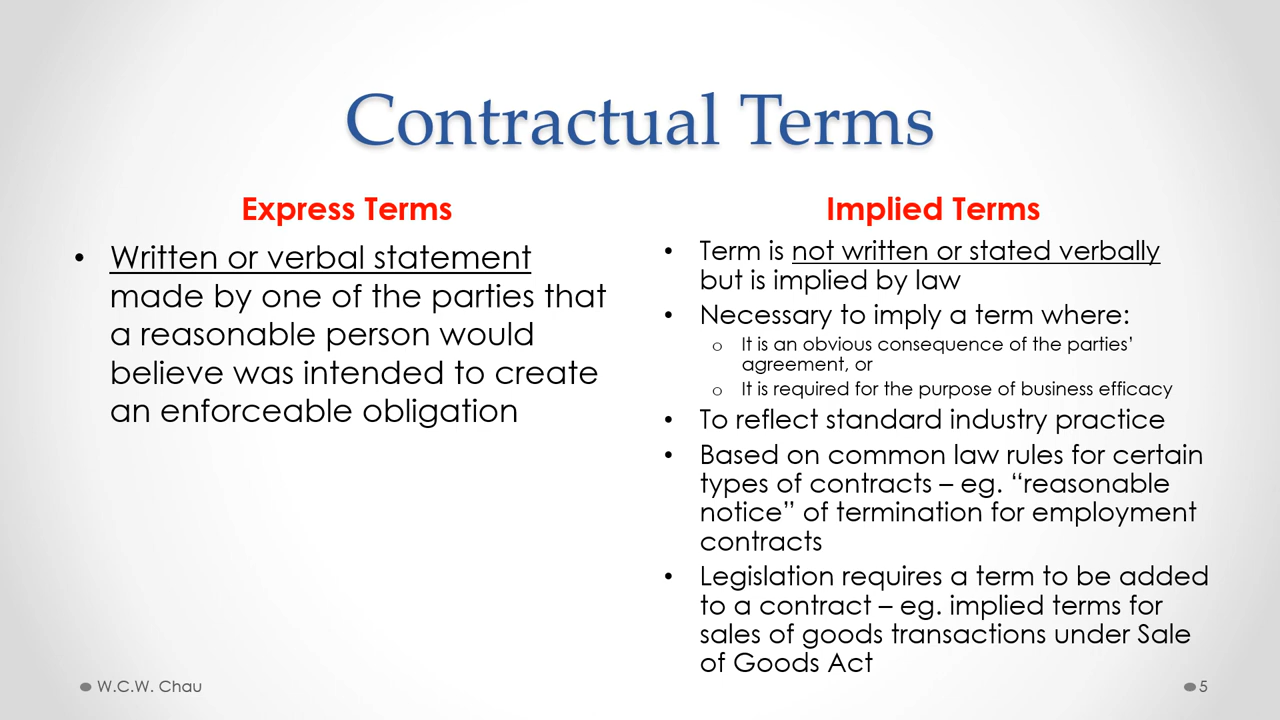 Contractual Terms
Express Terms
• Written or verbal statement
made by one of the parties that
a reasonable person would
believe was intended to create
an enforceable obligation
Implied Terms
• Term is not written or stated verbally
but is implied by law
• Necessary to imply a term where:
o It is an obvious consequence of the parties’
agreement, or
o It is required for the purpose of business efficacy
• To reflect standard industry practice
• Based on common law rules for certain
types of contracts – eg. “reasonable
notice” of termination for employment
contracts
• Legislation requires a term to be added
to a contract – eg. implied terms for
sales of goods transactions under Sale
of Goods Act
W.C.W. Chau
5